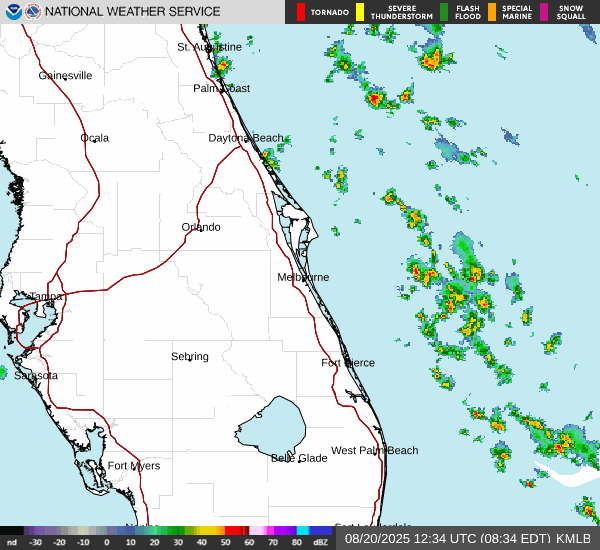 NATIONAL WEATHER SERVICE
TORNADO
SEVERE THUNDERSTORM
FLASH FLOOD
SPECIAL MARINE
SNOW SQUALL
St. Augustine
Gainesville
Palm Coast
Ocala
Daytona Beach
Orlando
Melbourne
Tampa
Sebring
Fort Pierce
Sarasota
West Palm Beach
Belle Glade
Fort Myers
nd -30 -20 -10 0 10 20 30 40 50 60 70 80 dBZ
08/20/2025 12:34 UTC (08:34 EDT) KMLB